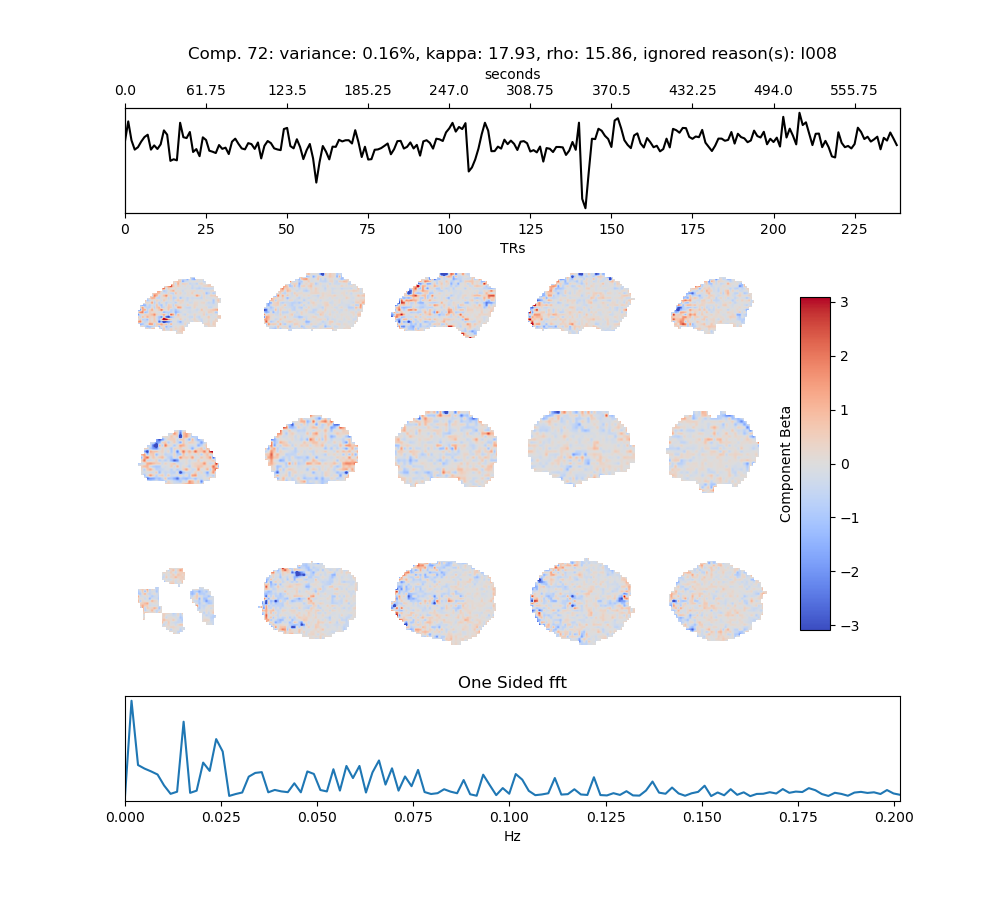 Comp. 72: variance: 0.16%, kappa: 17.93, rho: 15.86, ignored reason(s): I008
seconds
0.0 61.75 123.5 185.25 247.0 308.75 370.5 432.25 494.0 555.75
0 25 50 75 100 125 150 175 200 225
TRs
3
2
1
0
−1
−2
−3
Component Beta
One Sided fft
0.000 0.025 0.050 0.075 0.100 0.125 0.150 0.175 0.200
Hz